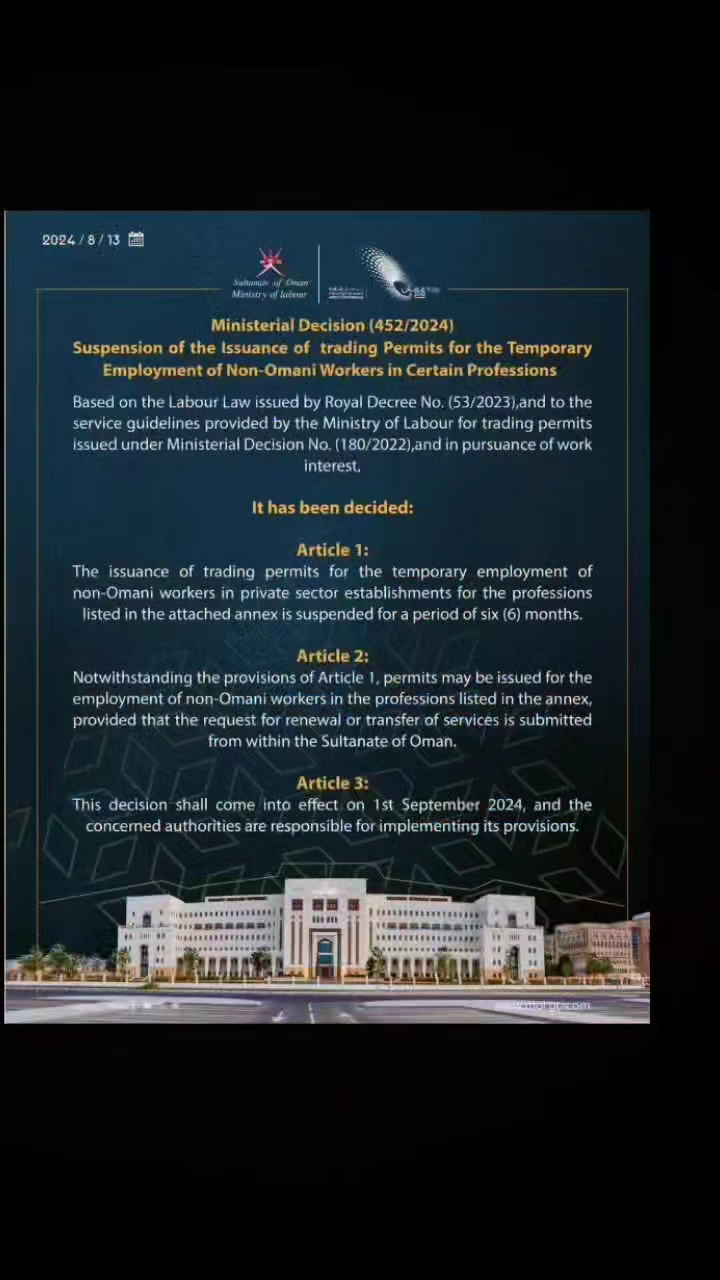 2024 / 8 / 13
Sultanate of Oman
Ministry of labour
Ministerial Decision (452/2024)
Suspension of the Issuance of trading Permits for the Temporary
Employment of Non-Omani Workers in Certain Professions
Based on the Labour Law issued by Royal Decree No. (53/2023),and to the
service guidelines provided by the Ministry of Labour for trading permits
issued under Ministerial Decision No. (180/2022),and in pursuance of work
interest,
It has been decided:
Article 1:
The issuance of trading permits for the temporary employment of
non-Omani workers in private sector establishments for the professions
listed in the attached annex is suspended for a period of six (6) months.
Article 2:
Notwithstanding the provisions of Article 1, permits may be issued for the
employment of non-Omani workers in the professions listed in the annex,
provided that the request for renewal or transfer of services is submitted
from within the Sultanate of Oman.
Article 3:
This decision shall come into effect on 1st September 2024, and the
concerned authorities are responsible for implementing its provisions.